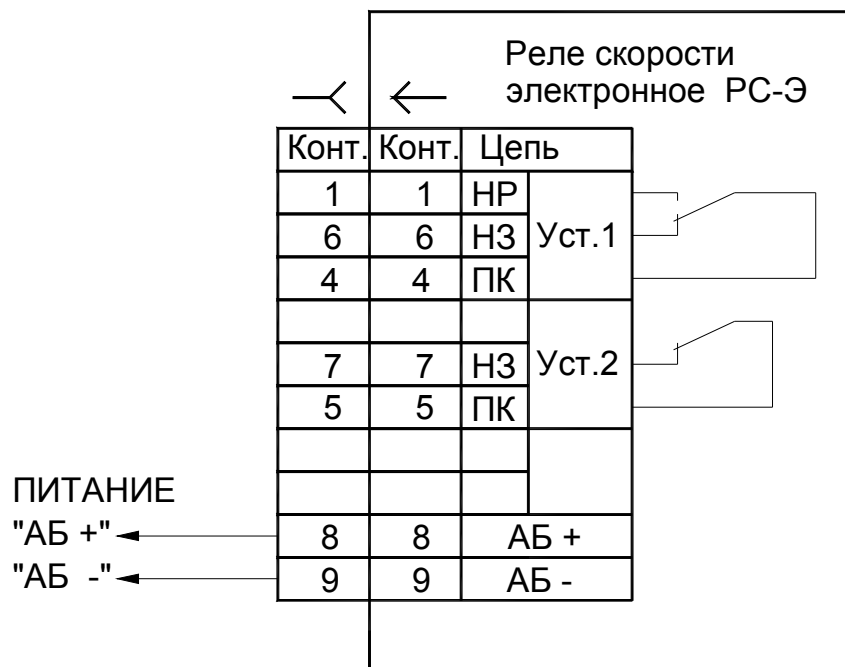 Реле скорости
электронное РС-Э
Конт. Конт. Цепь
1 1 НР
6 6 НЗ Уст.1
4 4 ПК
7 7 НЗ Уст.2
5 5 ПК
ПИТАНИЕ
"АБ +" 8 8 АБ +
"АБ -" 9 9 АБ -